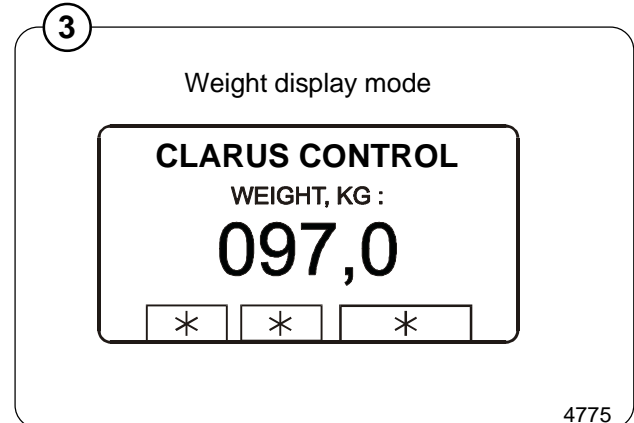 3
Weight display mode
CLARUS CONTROL
WEIGHT, KG :
097,0
* * *
4775